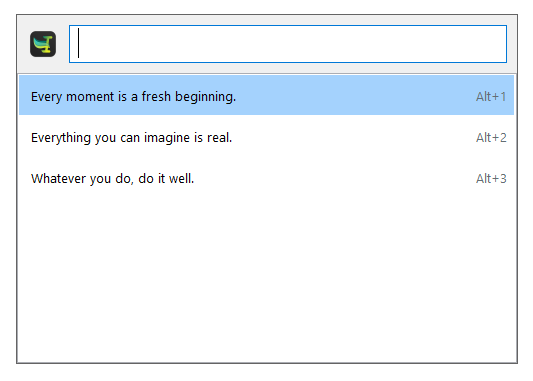 Every moment is a fresh beginning. Alt+1
Everything you can imagine is real. Alt+2
Whatever you do, do it well. Alt+3